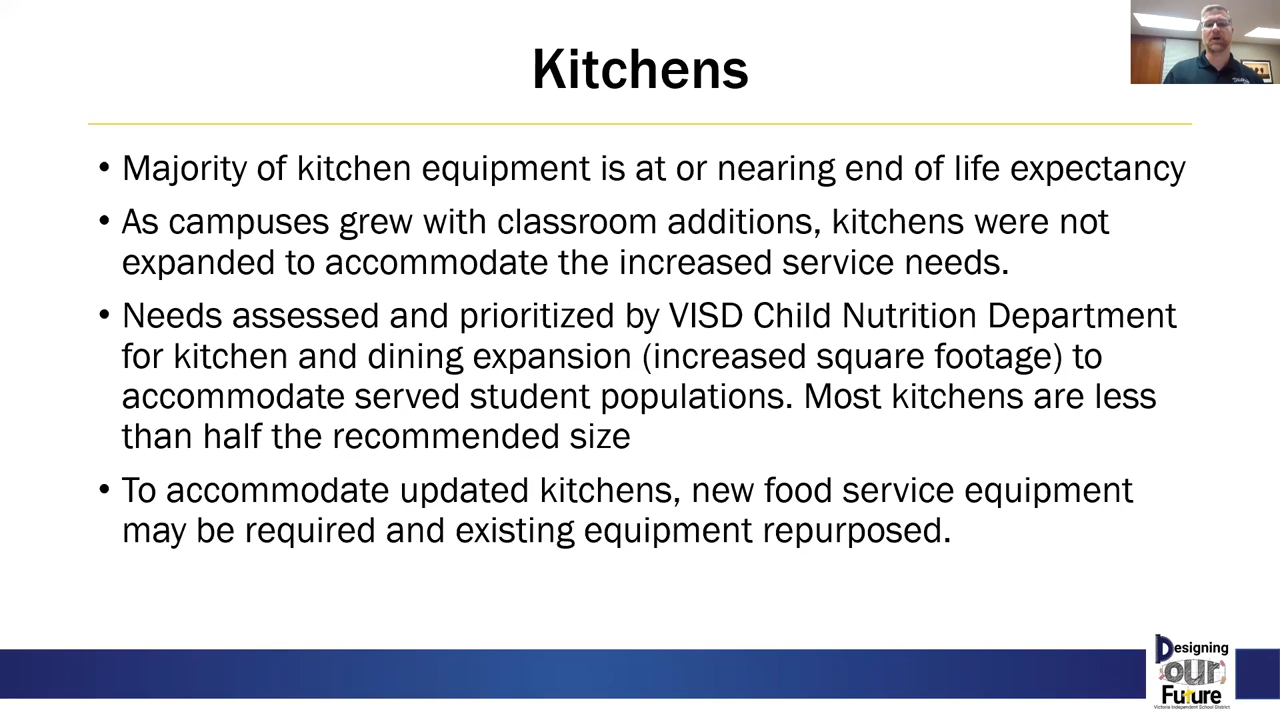 Kitchens
• Majority of kitchen equipment is at or nearing end of life expectancy
• As campuses grew with classroom additions, kitchens were not
expanded to accommodate the increased service needs.
• Needs assessed and prioritized by VISD Child Nutrition Department
for kitchen and dining expansion (increased square footage) to
accommodate served student populations. Most kitchens are less
than half the recommended size
• To accommodate updated kitchens, new food service equipment
may be required and existing equipment repurposed.
Designing
our
Future
Victoria Independent School District